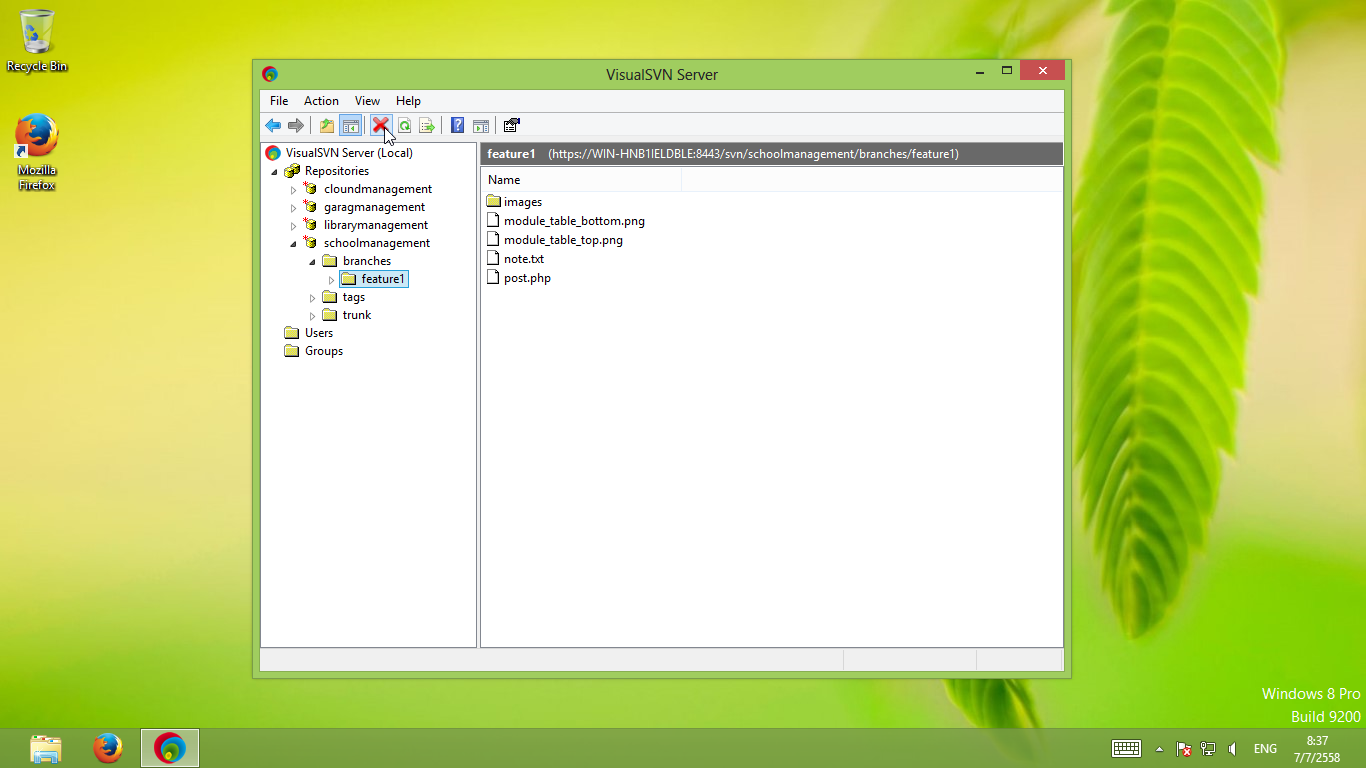 Recycle Bin
Mozilla
Firefox
VisualSVN Server
File Action View Help
VisualSVN Server (Local)
Repositories
cloundmanagement
garagmanagement
librarymanagement
schoolmanagement
branches
feature1
tags
trunk
Users
Groups
feature1 (https://WIN-HNB1IELDBLE:8443/svn/schoolmanagement/branches/feature1)
Name
images
module_table_bottom.png
module_table_top.png
note.txt
post.php
Windows 8 Pro
Build 9200
ENG
8:37
7/7/2558